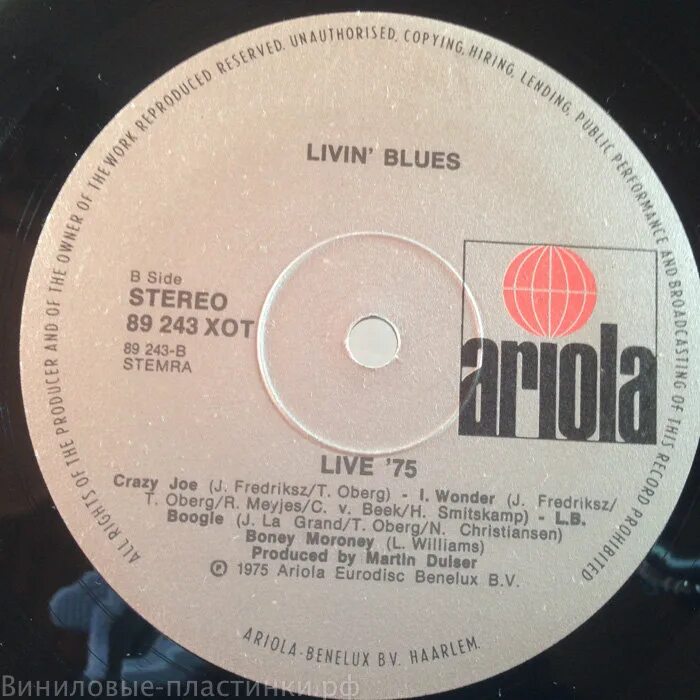 ALL RIGHTS OF THE PRODUCER AND OF THE OWNER OF THE WORK REPRODUCED RESERVED. UNAUTHORISED, COPYING, HIRING, LENDING, PUBLIC PERFORMANCE AND BROADCASTING OF THIS RECORD PROHIBITED
LIVIN' BLUES
B Side
STEREO
89 243 XOT
89 243-B
STEMRA
ariola
LIVE '75
Crazy Joe (J. Fredriksz/T. Oberg) - I. Wonder (J. Fredriksz/
T. Oberg/R. Meyjes/C. v. Beek/H. Smitskamp) - L.B.
Boogle (J. La Grand/T. Oberg/N. Christiansen)
Boney Moroney (L. Williams)
Produced by Martin Dulser
℗ 1975 Ariola Eurodisc Benelux B.V.
ARIOLA-BENELUX BV. HAARLEM.
Виниловые-пластинки.рф